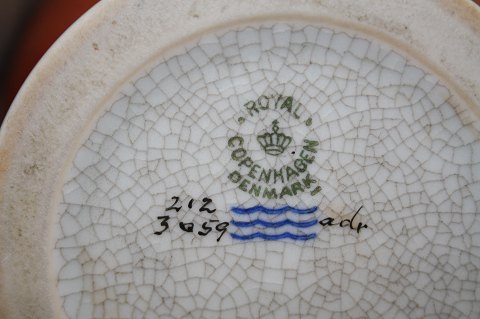 ROYAL
COPENHAGEN
DENMARK
212
3059 adr